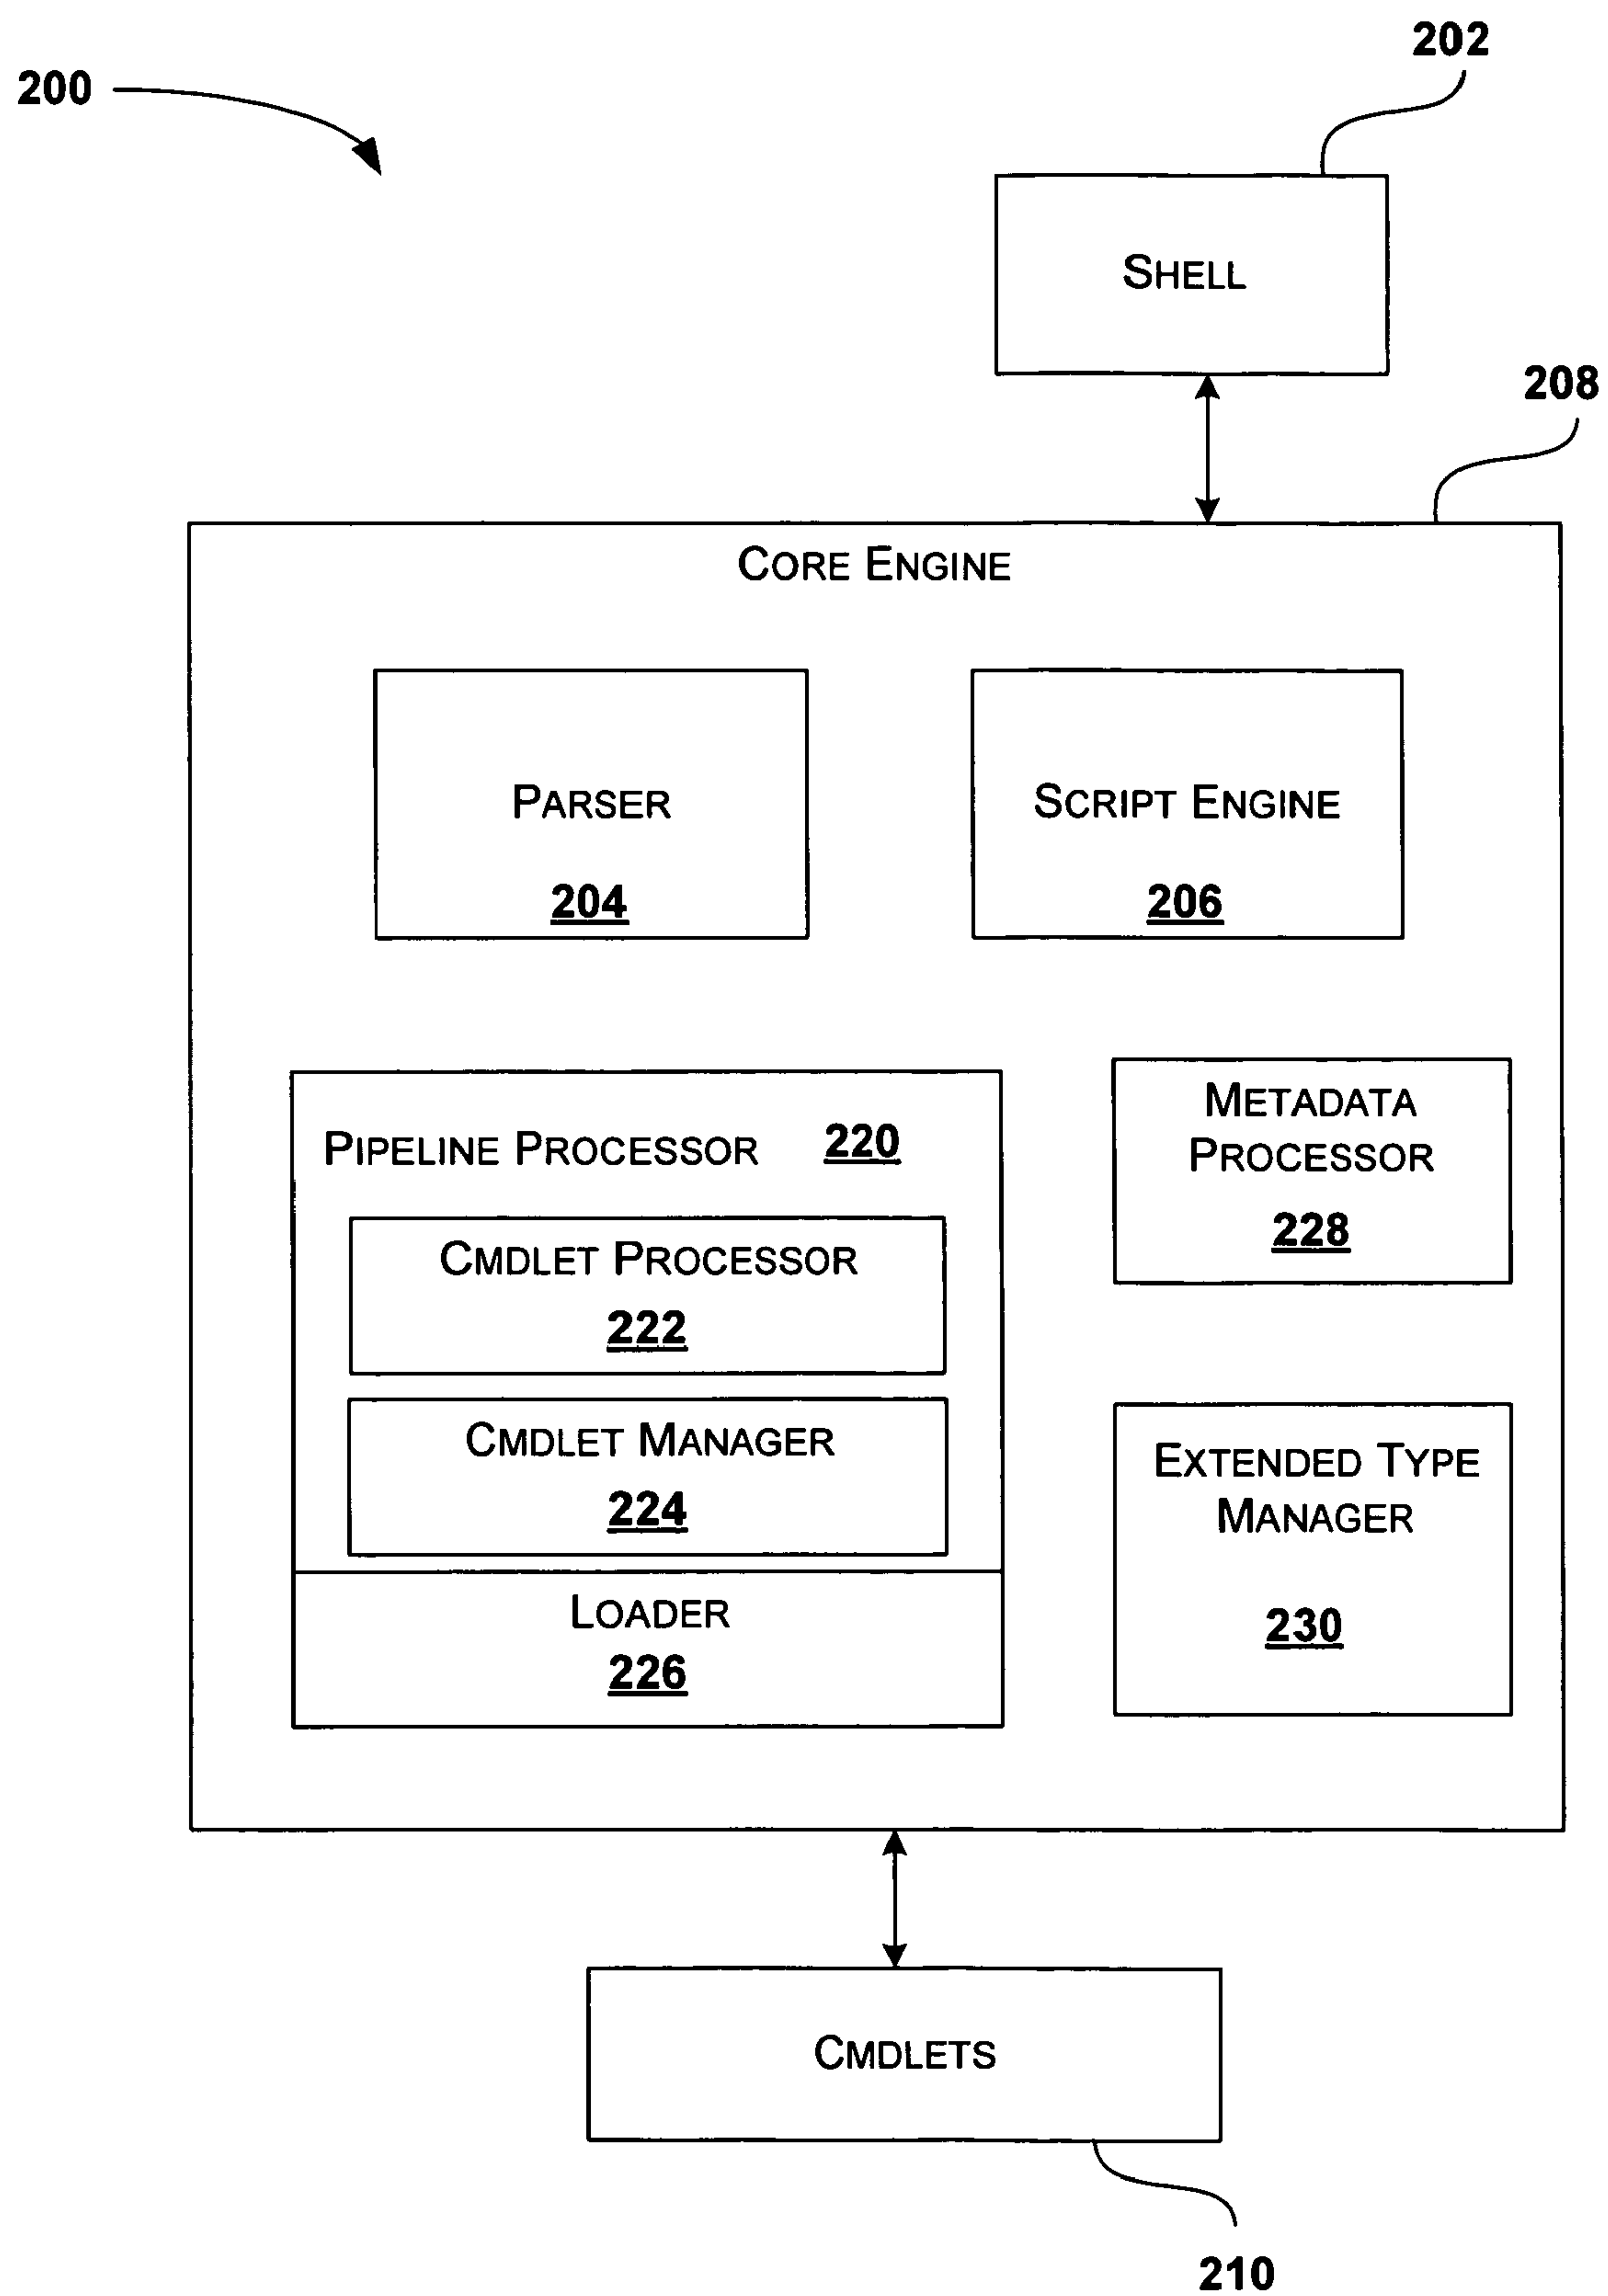 202
200
SHELL
208
CORE ENGINE
PARSER
204
SCRIPT ENGINE
206
PIPELINE PROCESSOR 220
CMDLET PROCESSOR
222
CMDLET MANAGER
224
LOADER
226
METADATA
PROCESSOR
228
EXTENDED TYPE
MANAGER
230
CMDLETS
210